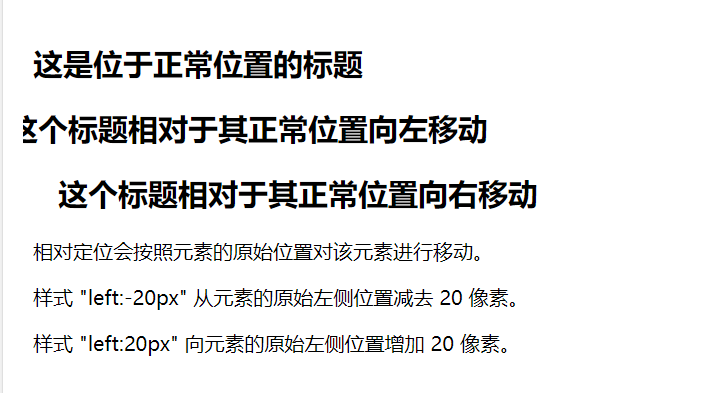 这是位于正常位置的标题
这个标题相对于其正常位置向左移动
这个标题相对于其正常位置向右移动
相对定位会按照元素的原始位置对该元素进行移动。
样式 "left:-20px" 从元素的原始左侧位置减去 20 像素。
样式 "left:20px" 向元素的原始左侧位置增加 20 像素。